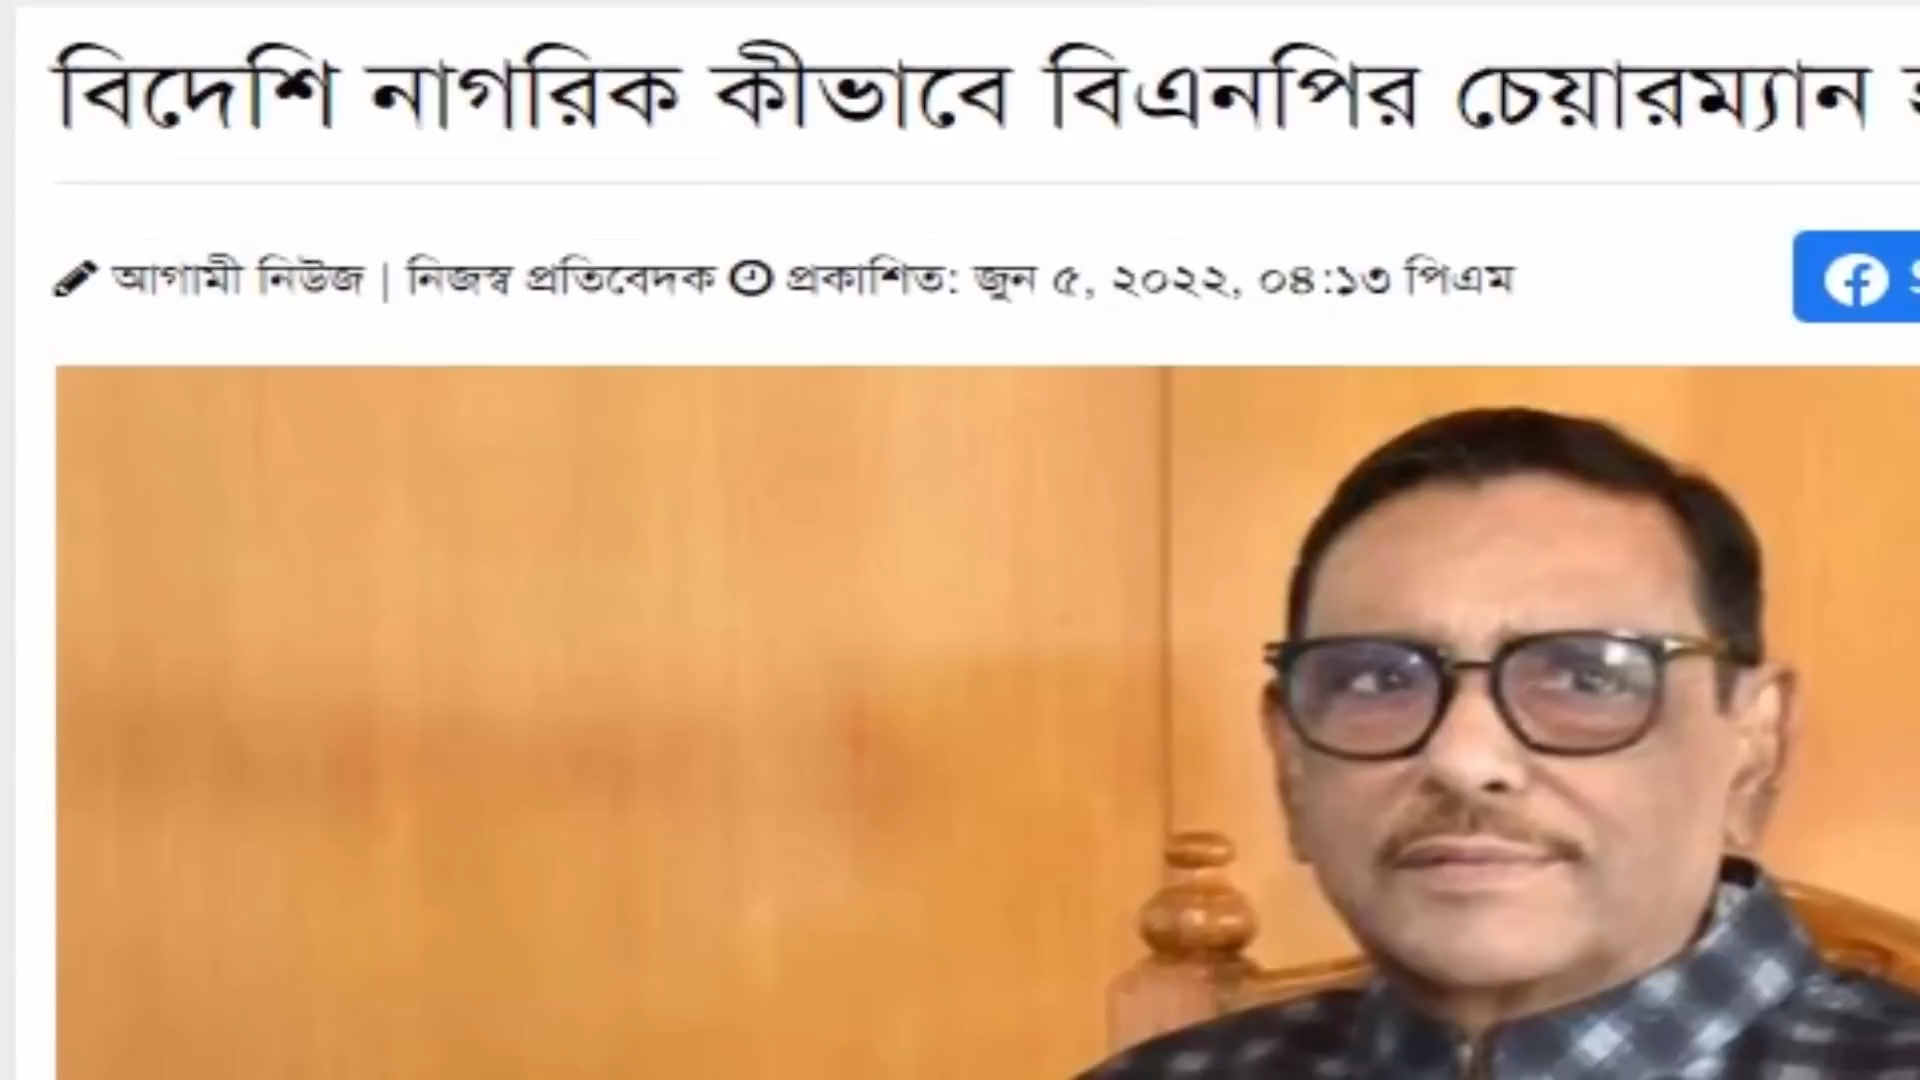 বিদেশি নাগরিক কীভাবে বিএনপির চেয়ারম্যান
আগামী নিউজ | নিজস্ব প্রতিবেদক প্রকাশিত: জুন ৫, ২০২২, ০৪:১৩ পিএম